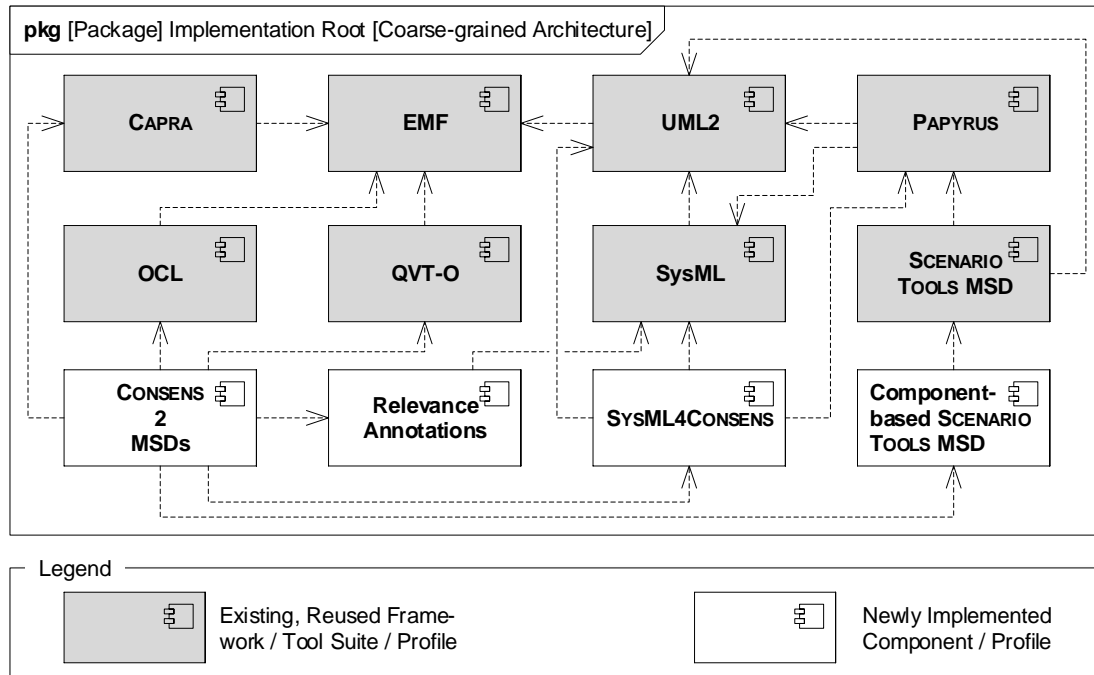 pkg [Package] Implementation Root [Coarse-grained Architecture]
CAPRA
EMF
UML2
PAPYRUS
OCL
QVT-O
SysML
SCENARIO
TOOLS MSD
CONSENS
2
MSDs
Relevance
Annotations
SYSML4CONSENS
Component-
based SCENARIO
TOOLS MSD
Legend
Existing, Reused Frame-
work / Tool Suite / Profile
Newly Implemented
Component / Profile